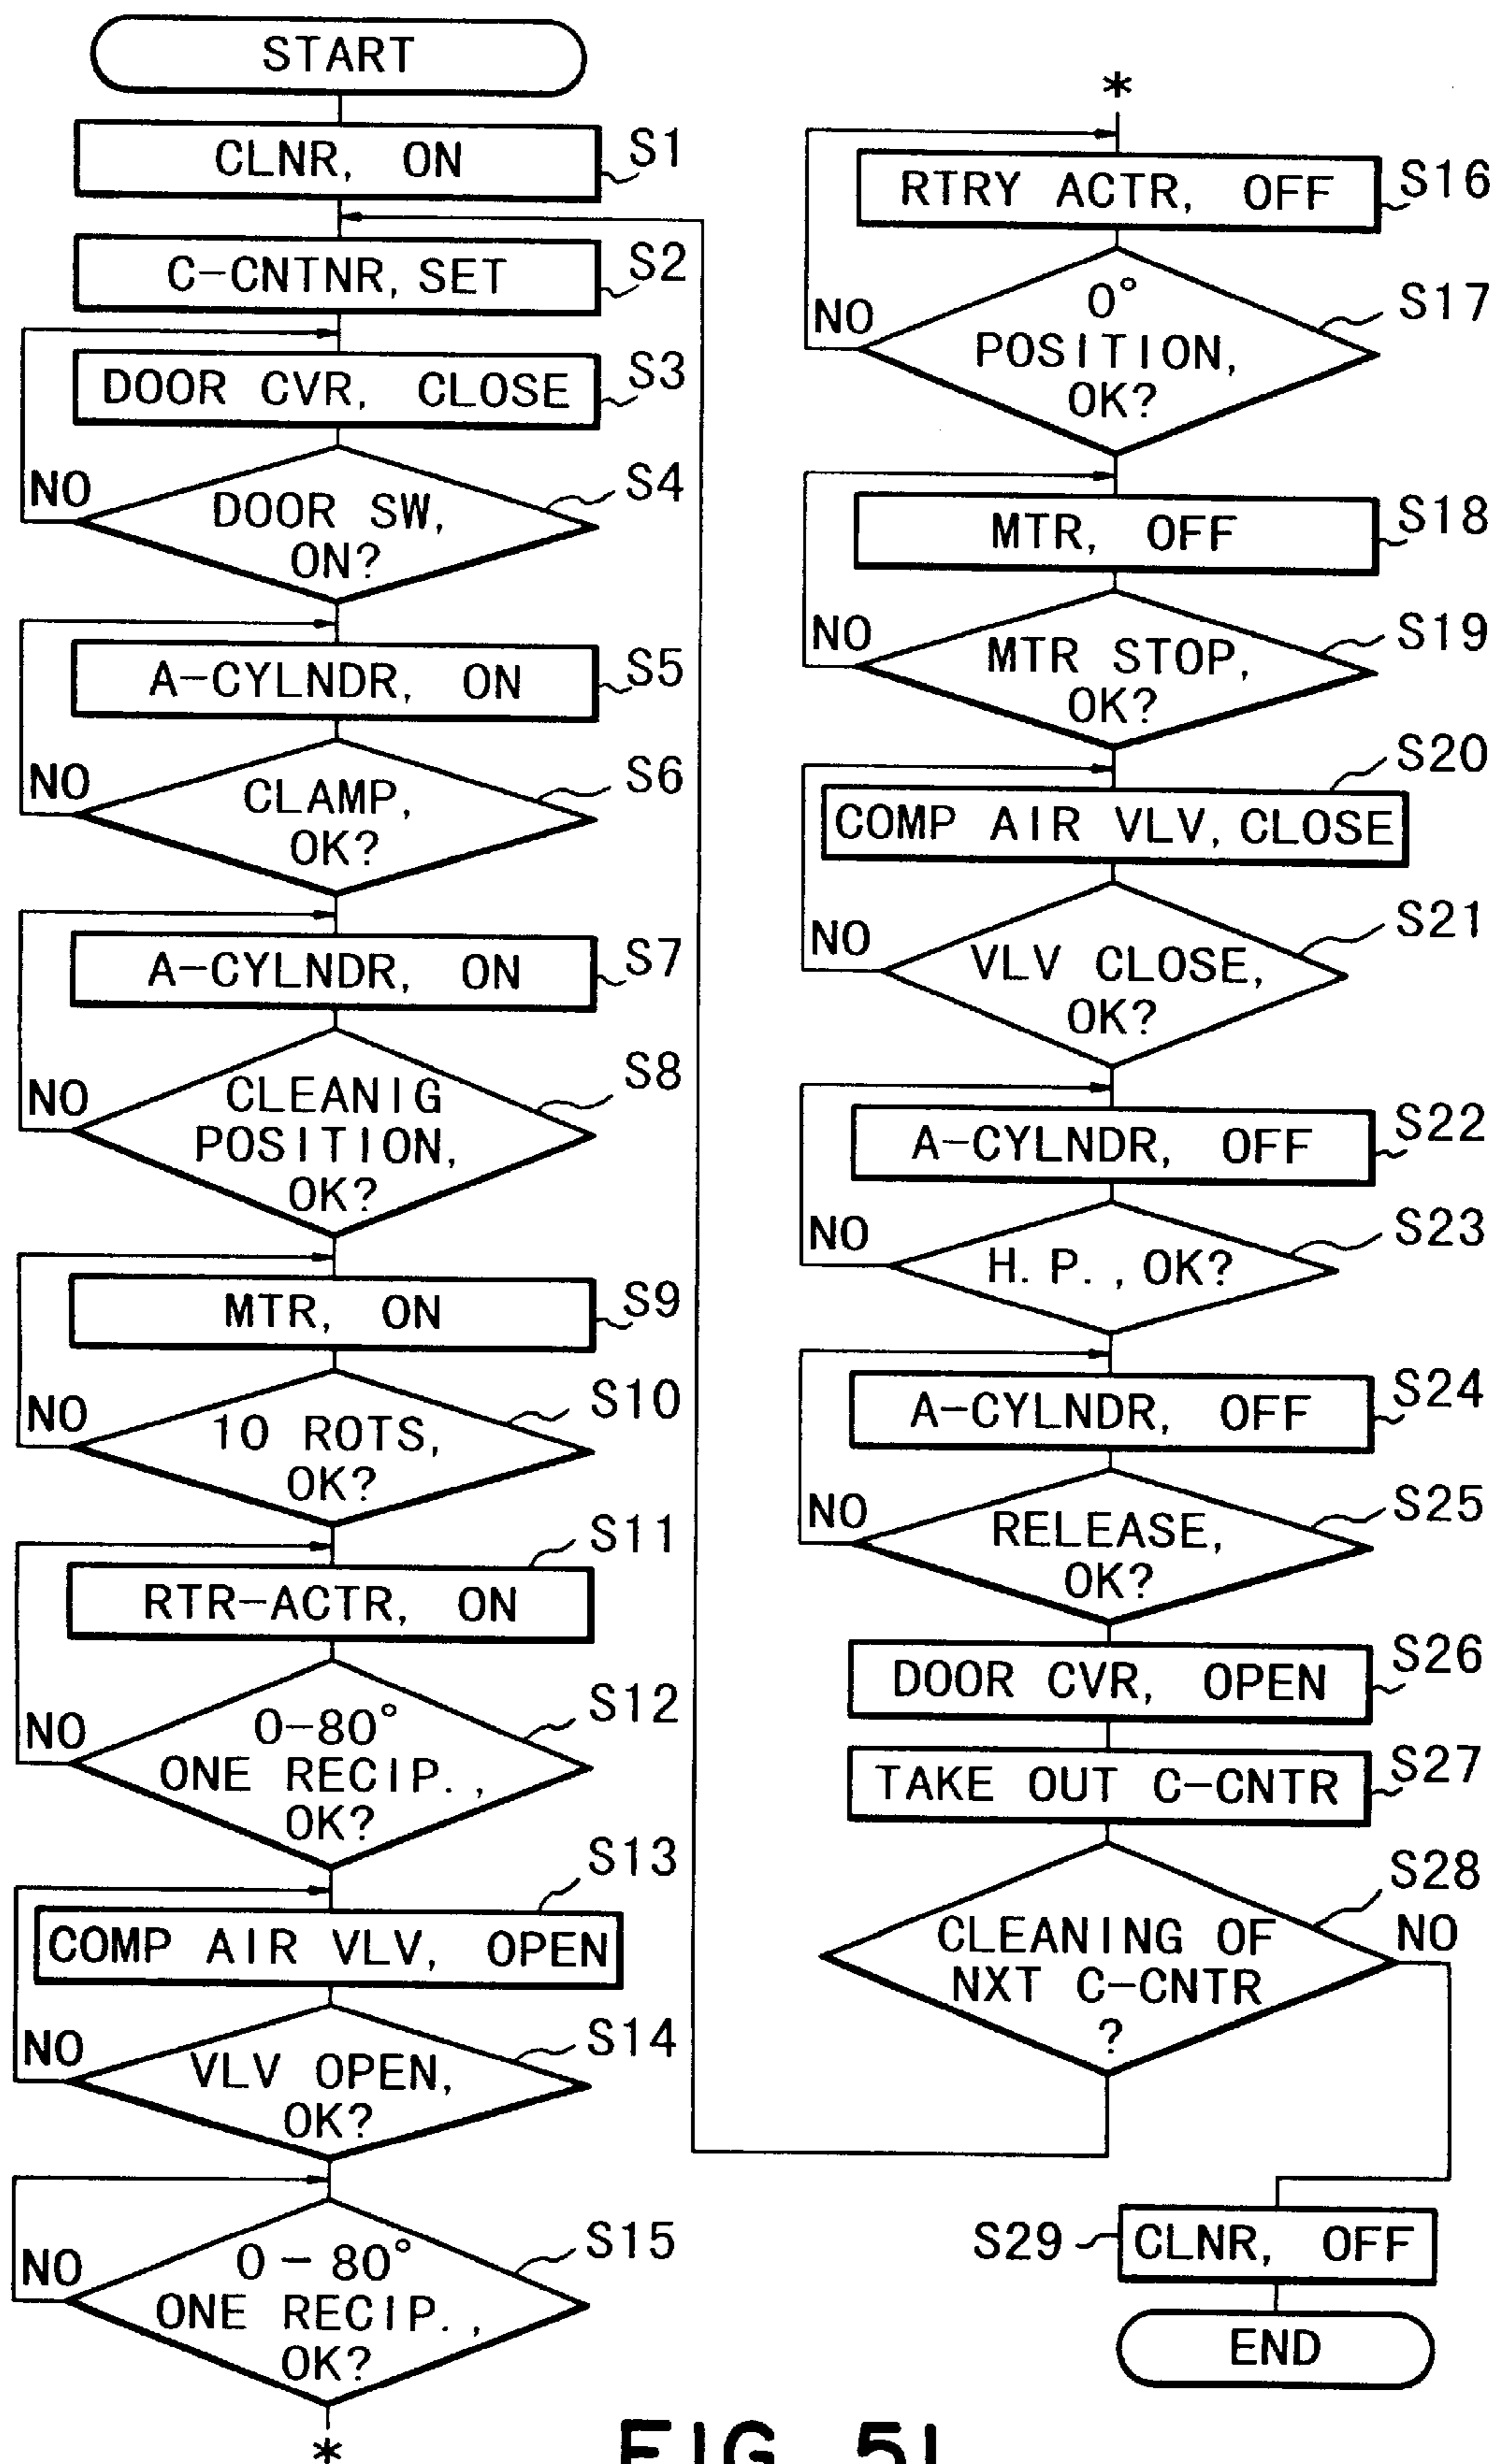 START
CLNR, ON
S1
C-CNTNR, SET
S2
DOOR CVR, CLOSE
S3
NO
DOOR SW,
ON?
S4
A-CYLNDR, ON
S5
NO
CLAMP,
OK?
S6
A-CYLNDR, ON
S7
NO
CLEANIG
POSITION,
OK?
S8
MTR, ON
S9
NO
10 ROTS,
OK?
S10
RTR-ACTR, ON
S11
NO
0-80°
ONE RECIP.,
OK?
S12
COMP AIR VLV, OPEN
S13
NO
VLV OPEN,
OK?
S14
NO
0-80°
ONE RECIP.,
OK?
S15
*
*
RTRY ACTR, OFF
S16
NO
0°
POSITION,
OK?
S17
MTR, OFF
S18
NO
MTR STOP,
OK?
S19
COMP AIR VLV, CLOSE
S20
NO
VLV CLOSE,
OK?
S21
A-CYLNDR, OFF
S22
NO
H.P., OK?
S23
A-CYLNDR, OFF
S24
NO
RELEASE,
OK?
S25
DOOR CVR, OPEN
S26
TAKE OUT C-CNTR
S27
CLEANING OF
NXT C-CNTR
?
S28
NO
S29
CLNR, OFF
END
FIG. 51